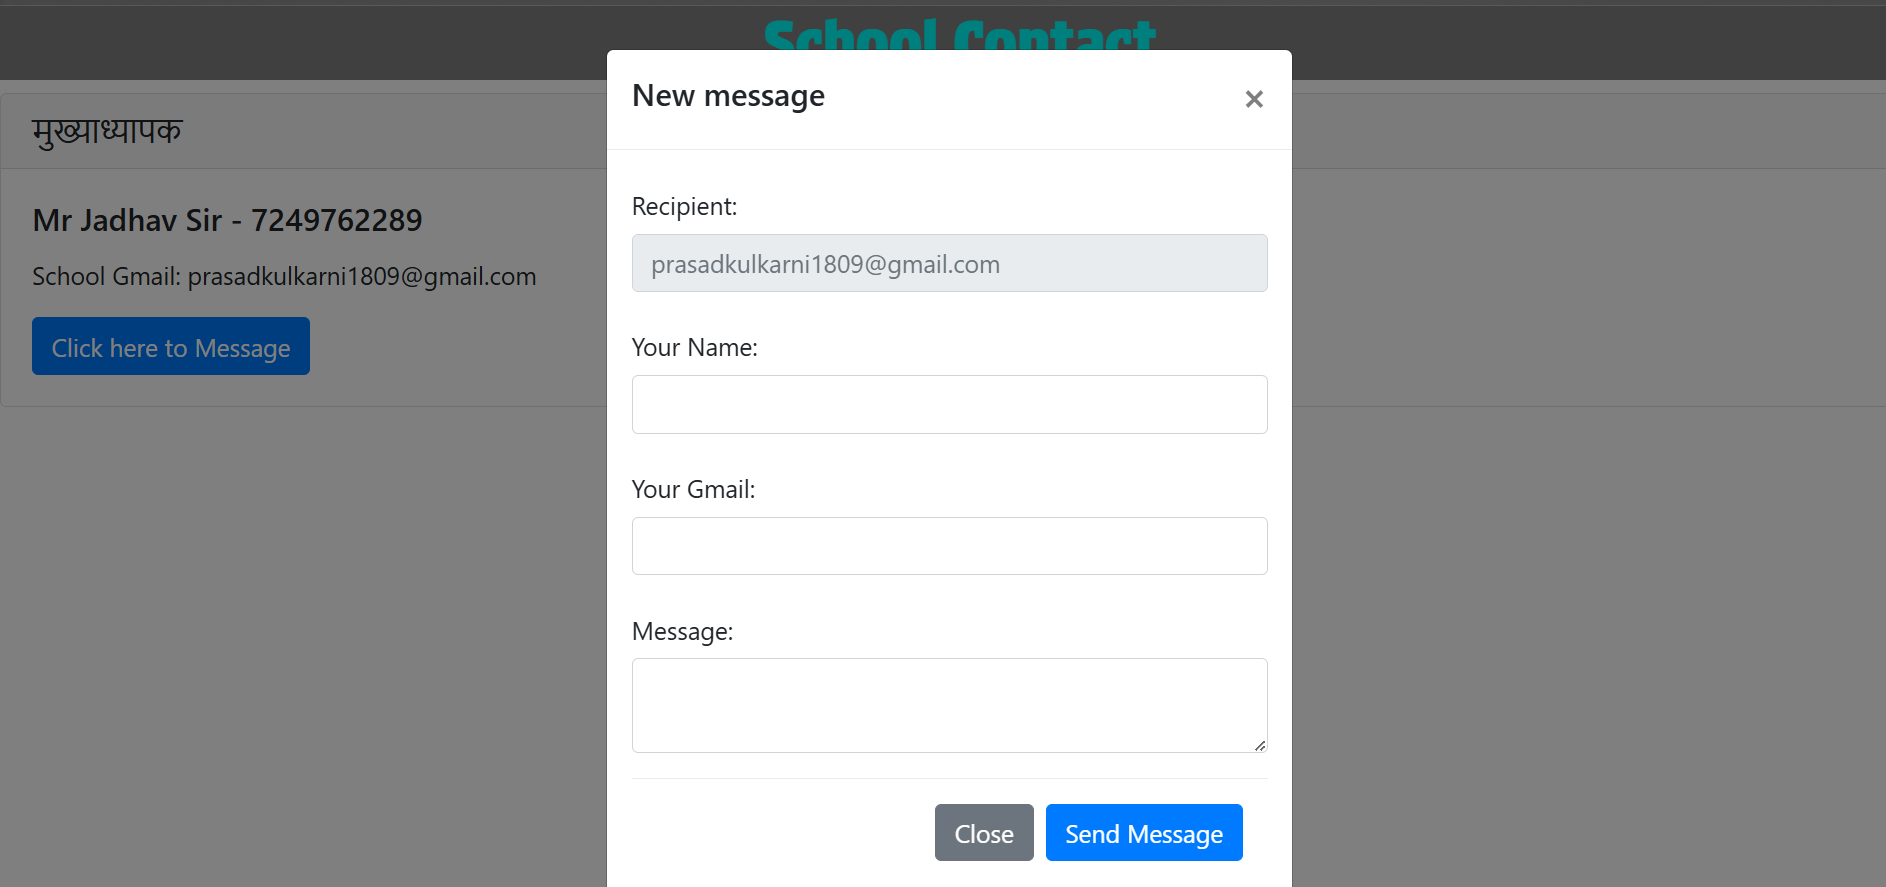 School Contact
मुख्याध्यापक
Mr Jadhav Sir - 7249762289
School Gmail: prasadkulkarni1809@gmail.com
Click here to Message
New message
×
Recipient:
prasadkulkarni1809@gmail.com
Your Name:
Your Gmail:
Message:
Close
Send Message